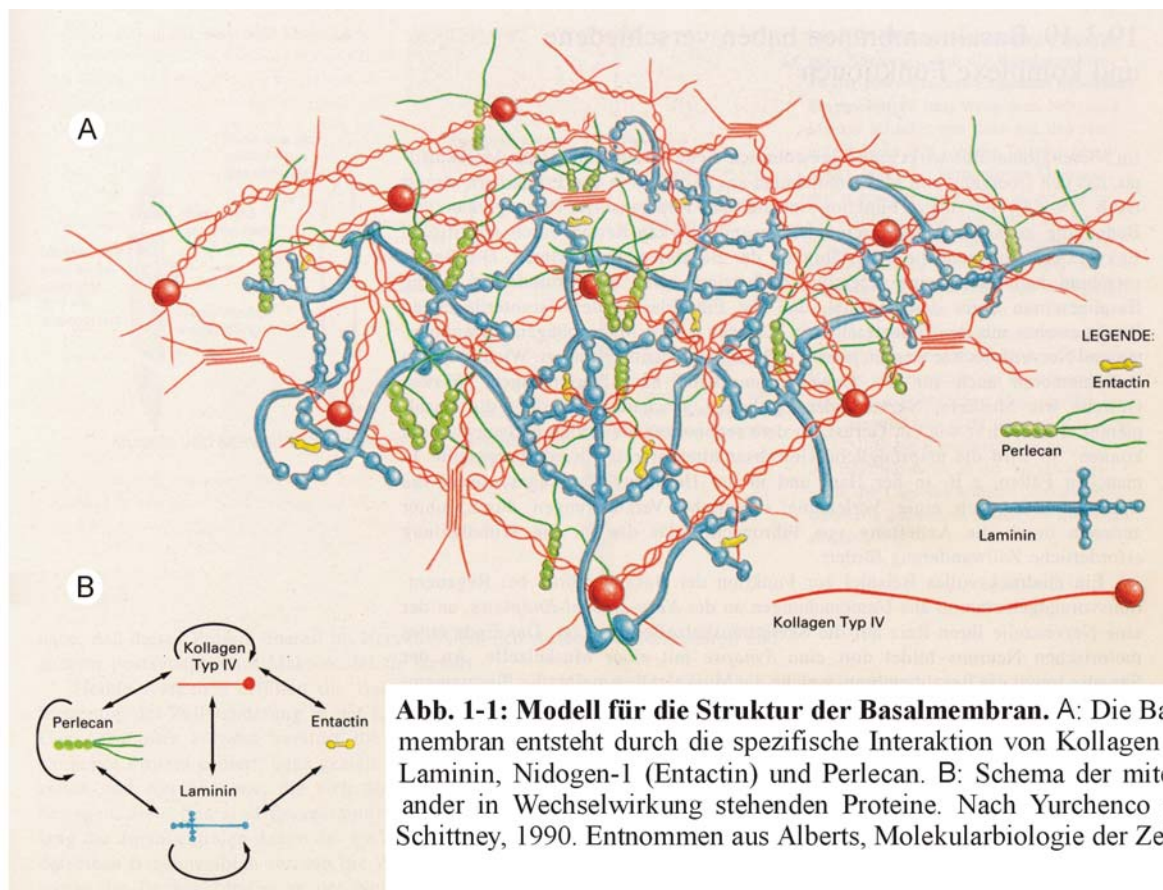 A
LEGENDE:
Entactin
Perlecan
Laminin
Kollagen Typ IV
B
Kollagen
Typ IV
Perlecan
Entactin
Laminin
Abb. 1-1: Modell für die Struktur der Basalmembran. A: Die Ba
membran entsteht durch die spezifische Interaktion von Kollagen
Laminin, Nidogen-1 (Entactin) und Perlecan. B: Schema der mite
ander in Wechselwirkung stehenden Proteine. Nach Yurchenco
Schittney, 1990. Entnommen aus Alberts, Molekularbiologie der Ze